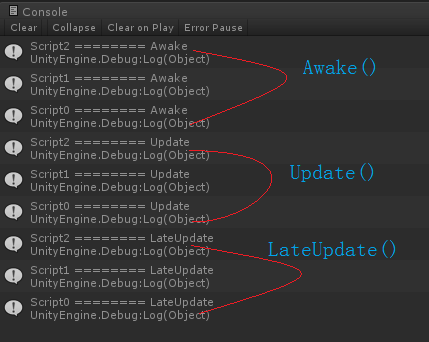 Console
Clear Collapse Clear on Play Error Pause
Script2 ======== Awake
UnityEngine.Debug:Log(Object)
Script1 ======== Awake
UnityEngine.Debug:Log(Object)
Script0 ======== Awake
UnityEngine.Debug:Log(Object)
Awake()
Script2 ======== Update
UnityEngine.Debug:Log(Object)
Script1 ======== Update
UnityEngine.Debug:Log(Object)
Script0 ======== Update
UnityEngine.Debug:Log(Object)
Update()
Script2 ======== LateUpdate
UnityEngine.Debug:Log(Object)
Script1 ======== LateUpdate
UnityEngine.Debug:Log(Object)
Script0 ======== LateUpdate
UnityEngine.Debug:Log(Object)
LateUpdate()